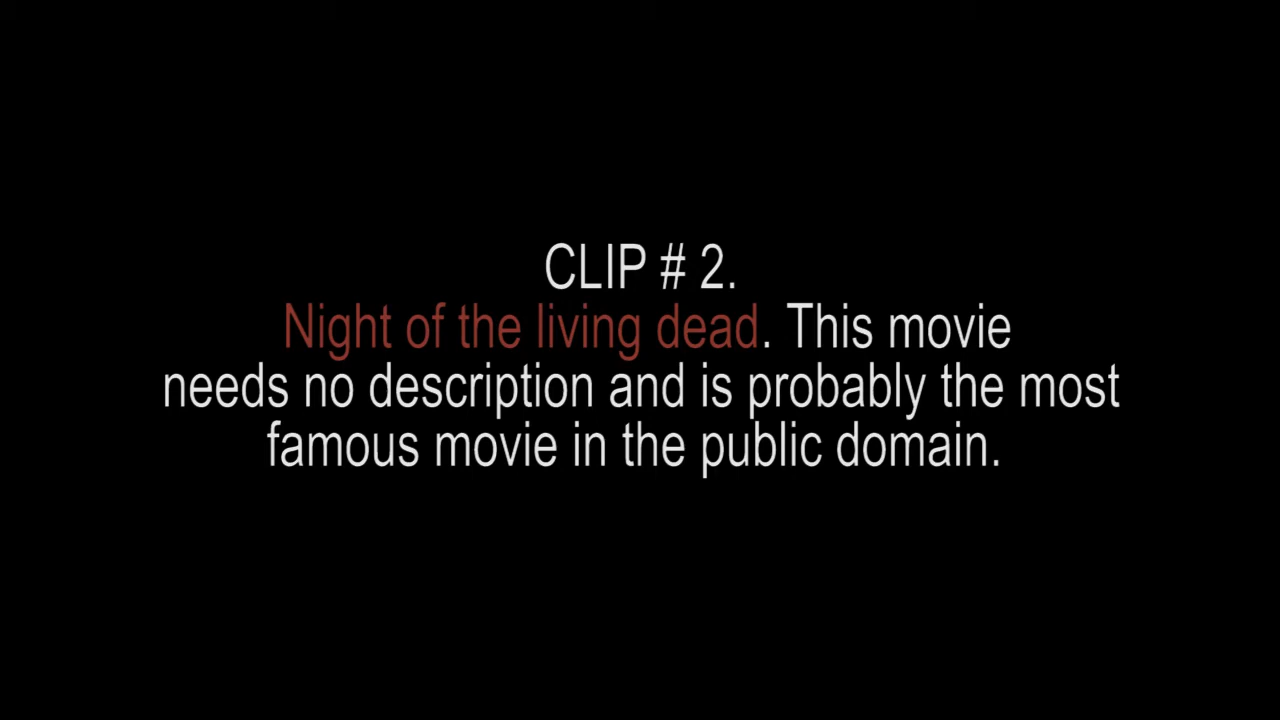 CLIP # 2.
Night of the living dead. This movie
needs no description and is probably the most
famous movie in the public domain.